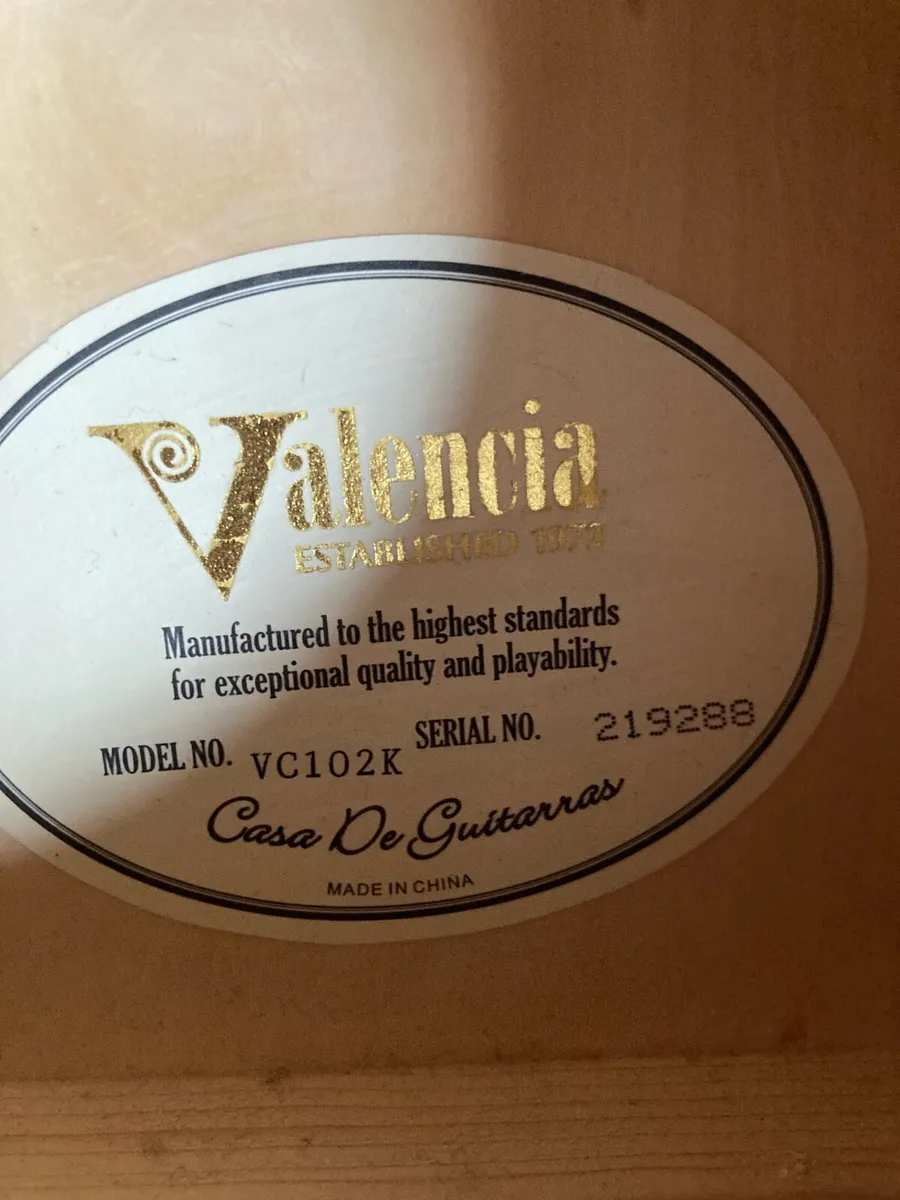 Valencia
ESTABLISHED 1973
Manufactured to the highest standards
for exceptional quality and playability.
MODEL NO. VC102K SERIAL NO. 219288
Casa De Guitarras
MADE IN CHINA